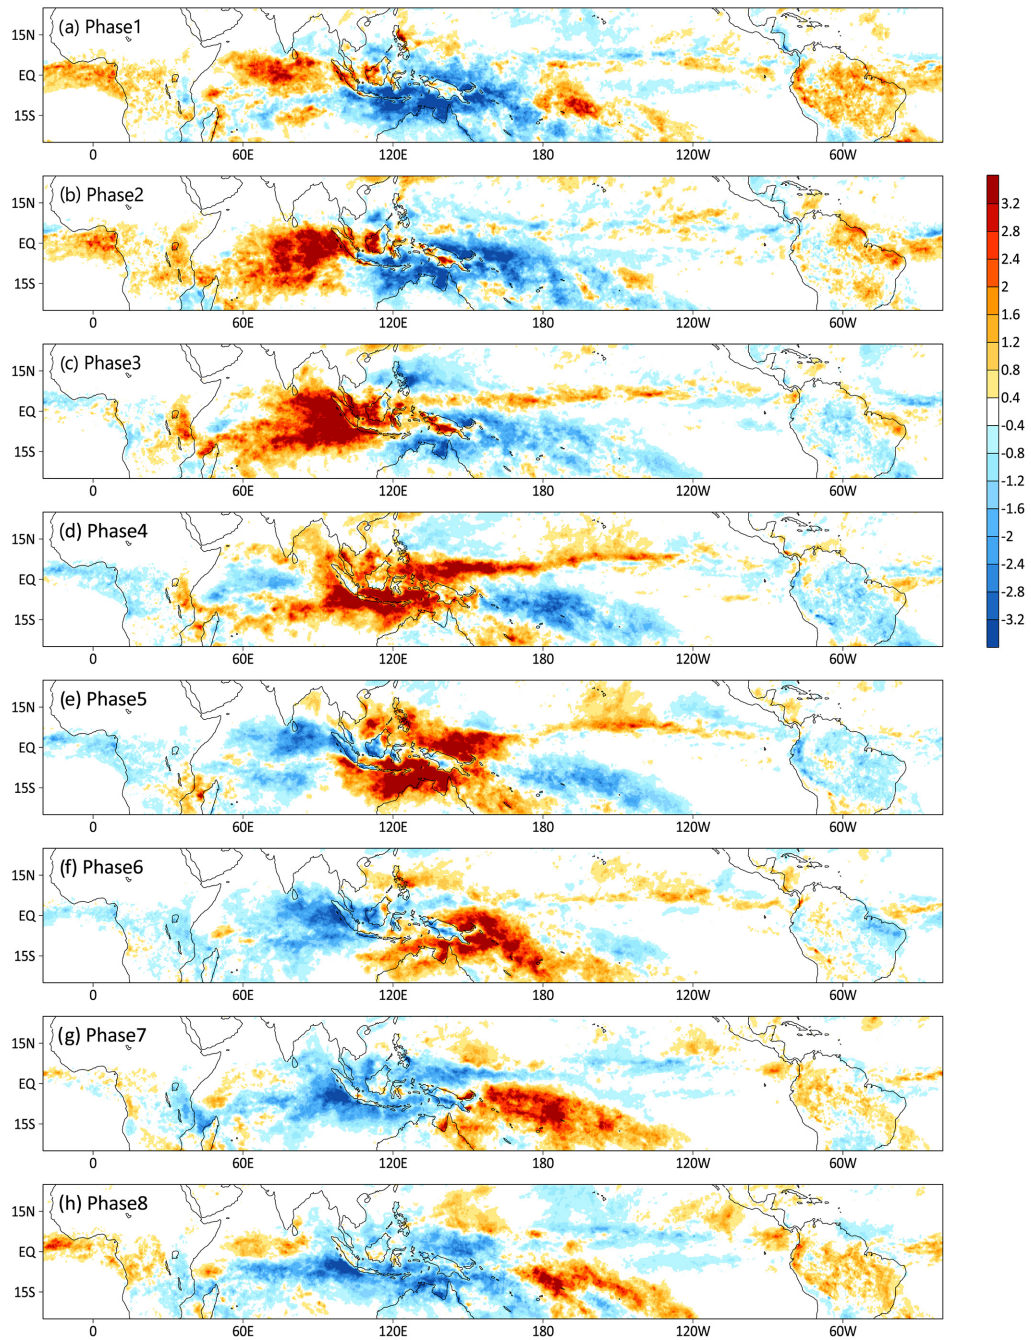 (a) Phase1
15N
EQ
15S
0 60E 120E 180 120W 60W
(b) Phase2
15N
EQ
15S
0 60E 120E 180 120W 60W
(c) Phase3
15N
EQ
15S
0 60E 120E 180 120W 60W
(d) Phase4
15N
EQ
15S
0 60E 120E 180 120W 60W
(e) Phase5
15N
EQ
15S
0 60E 120E 180 120W 60W
(f) Phase6
15N
EQ
15S
0 60E 120E 180 120W 60W
(g) Phase7
15N
EQ
15S
0 60E 120E 180 120W 60W
(h) Phase8
15N
EQ
15S
0 60E 120E 180 120W 60W
3.2
2.8
2.4
2
1.6
1.2
0.8
0.4
-0.4
-0.8
-1.2
-1.6
-2
-2.4
-2.8
-3.2